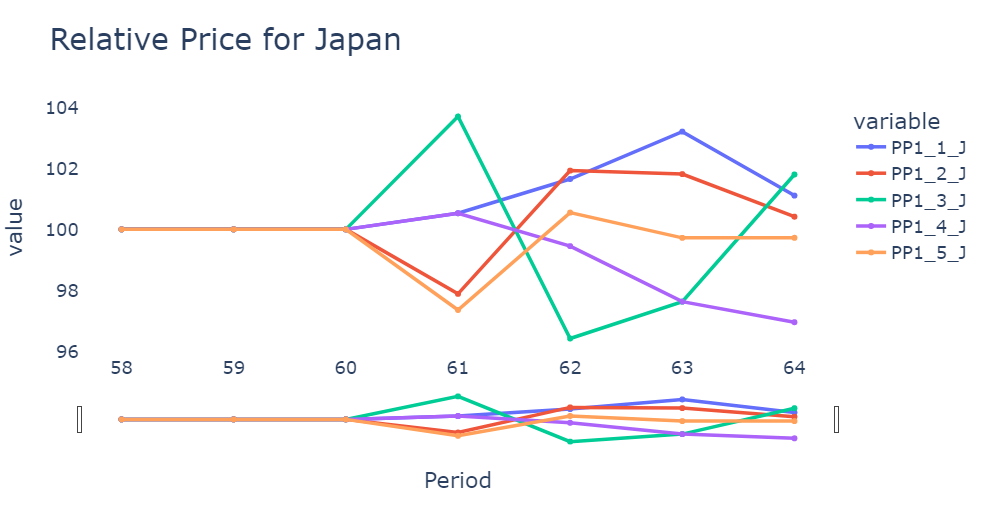 Relative Price for Japan
value
104
102
100
98
96
58 59 60 61 62 63 64
Period
variable
PP1_1_J
PP1_2_J
PP1_3_J
PP1_4_J
PP1_5_J